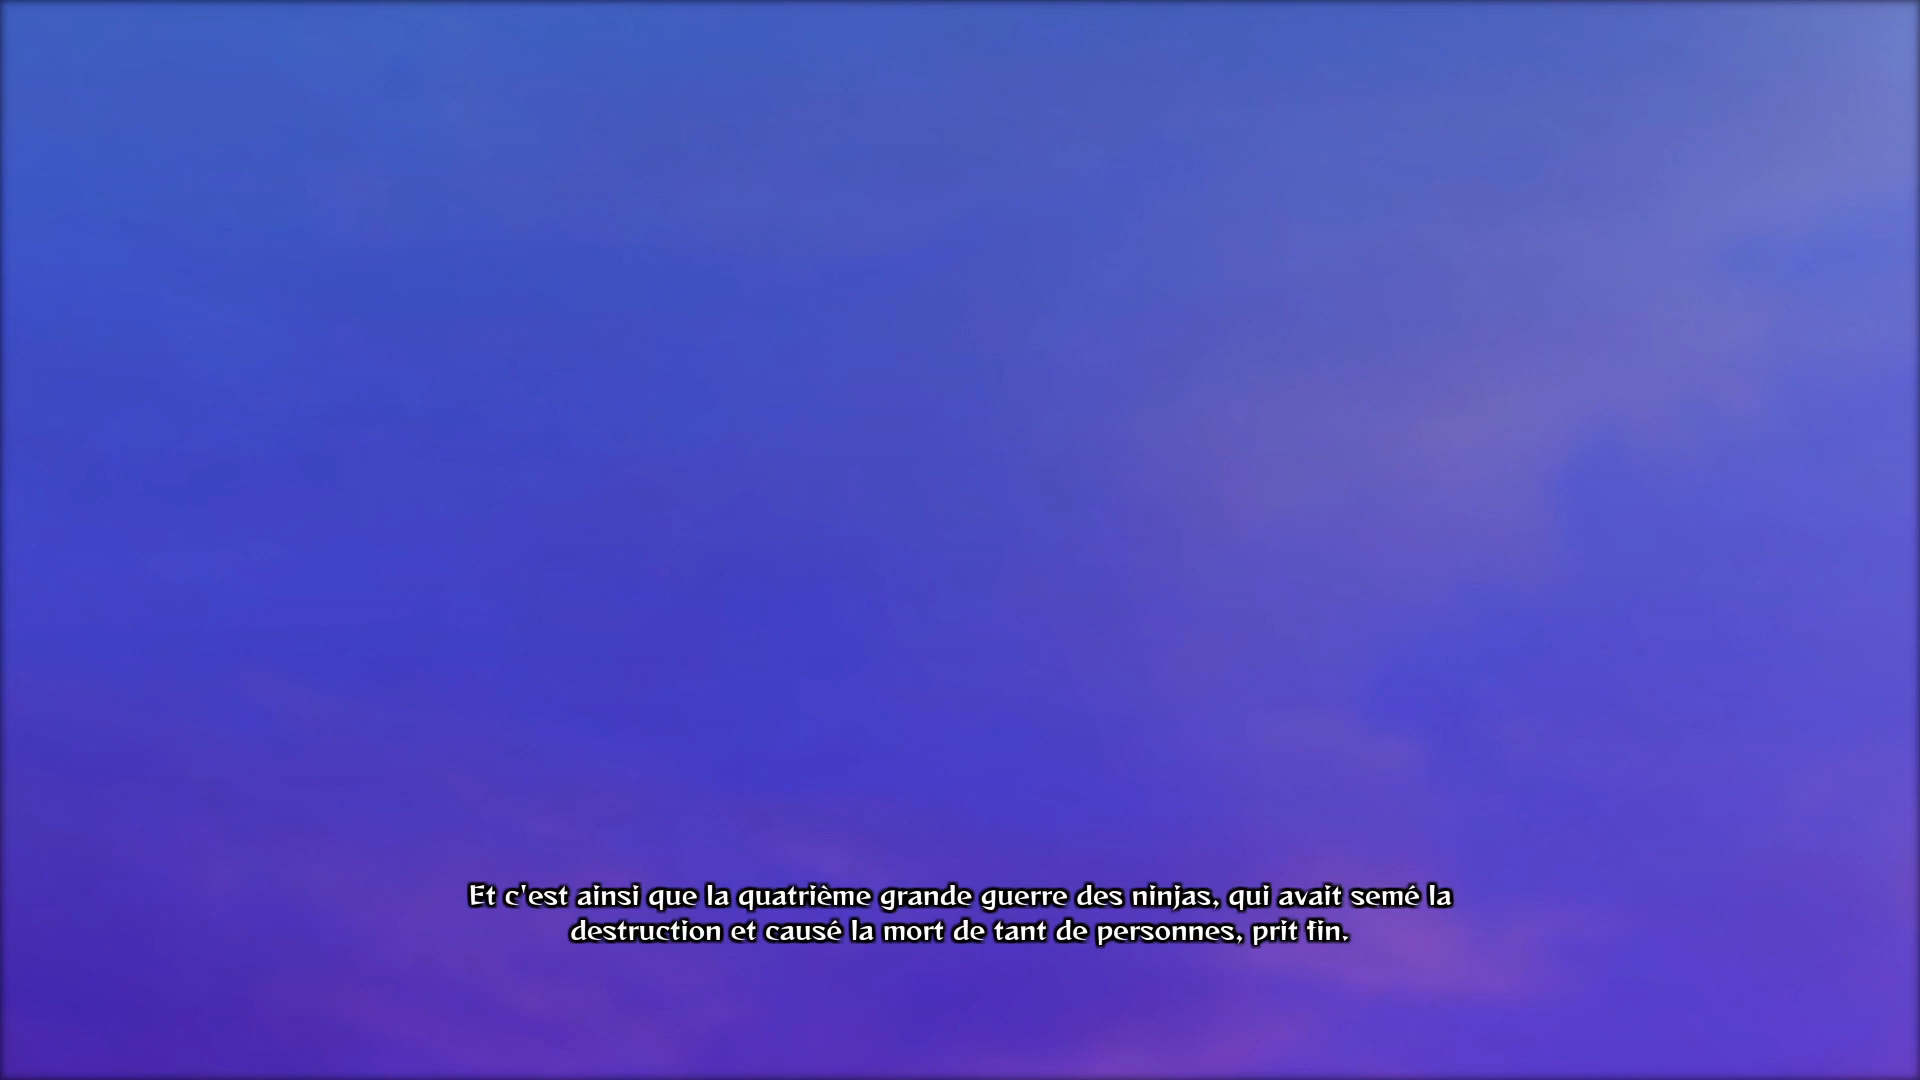 Et c'est ainsi que la quatrième grande guerre des ninjas, qui avait semé la
destruction et causé la mort de tant de personnes, prit fin.